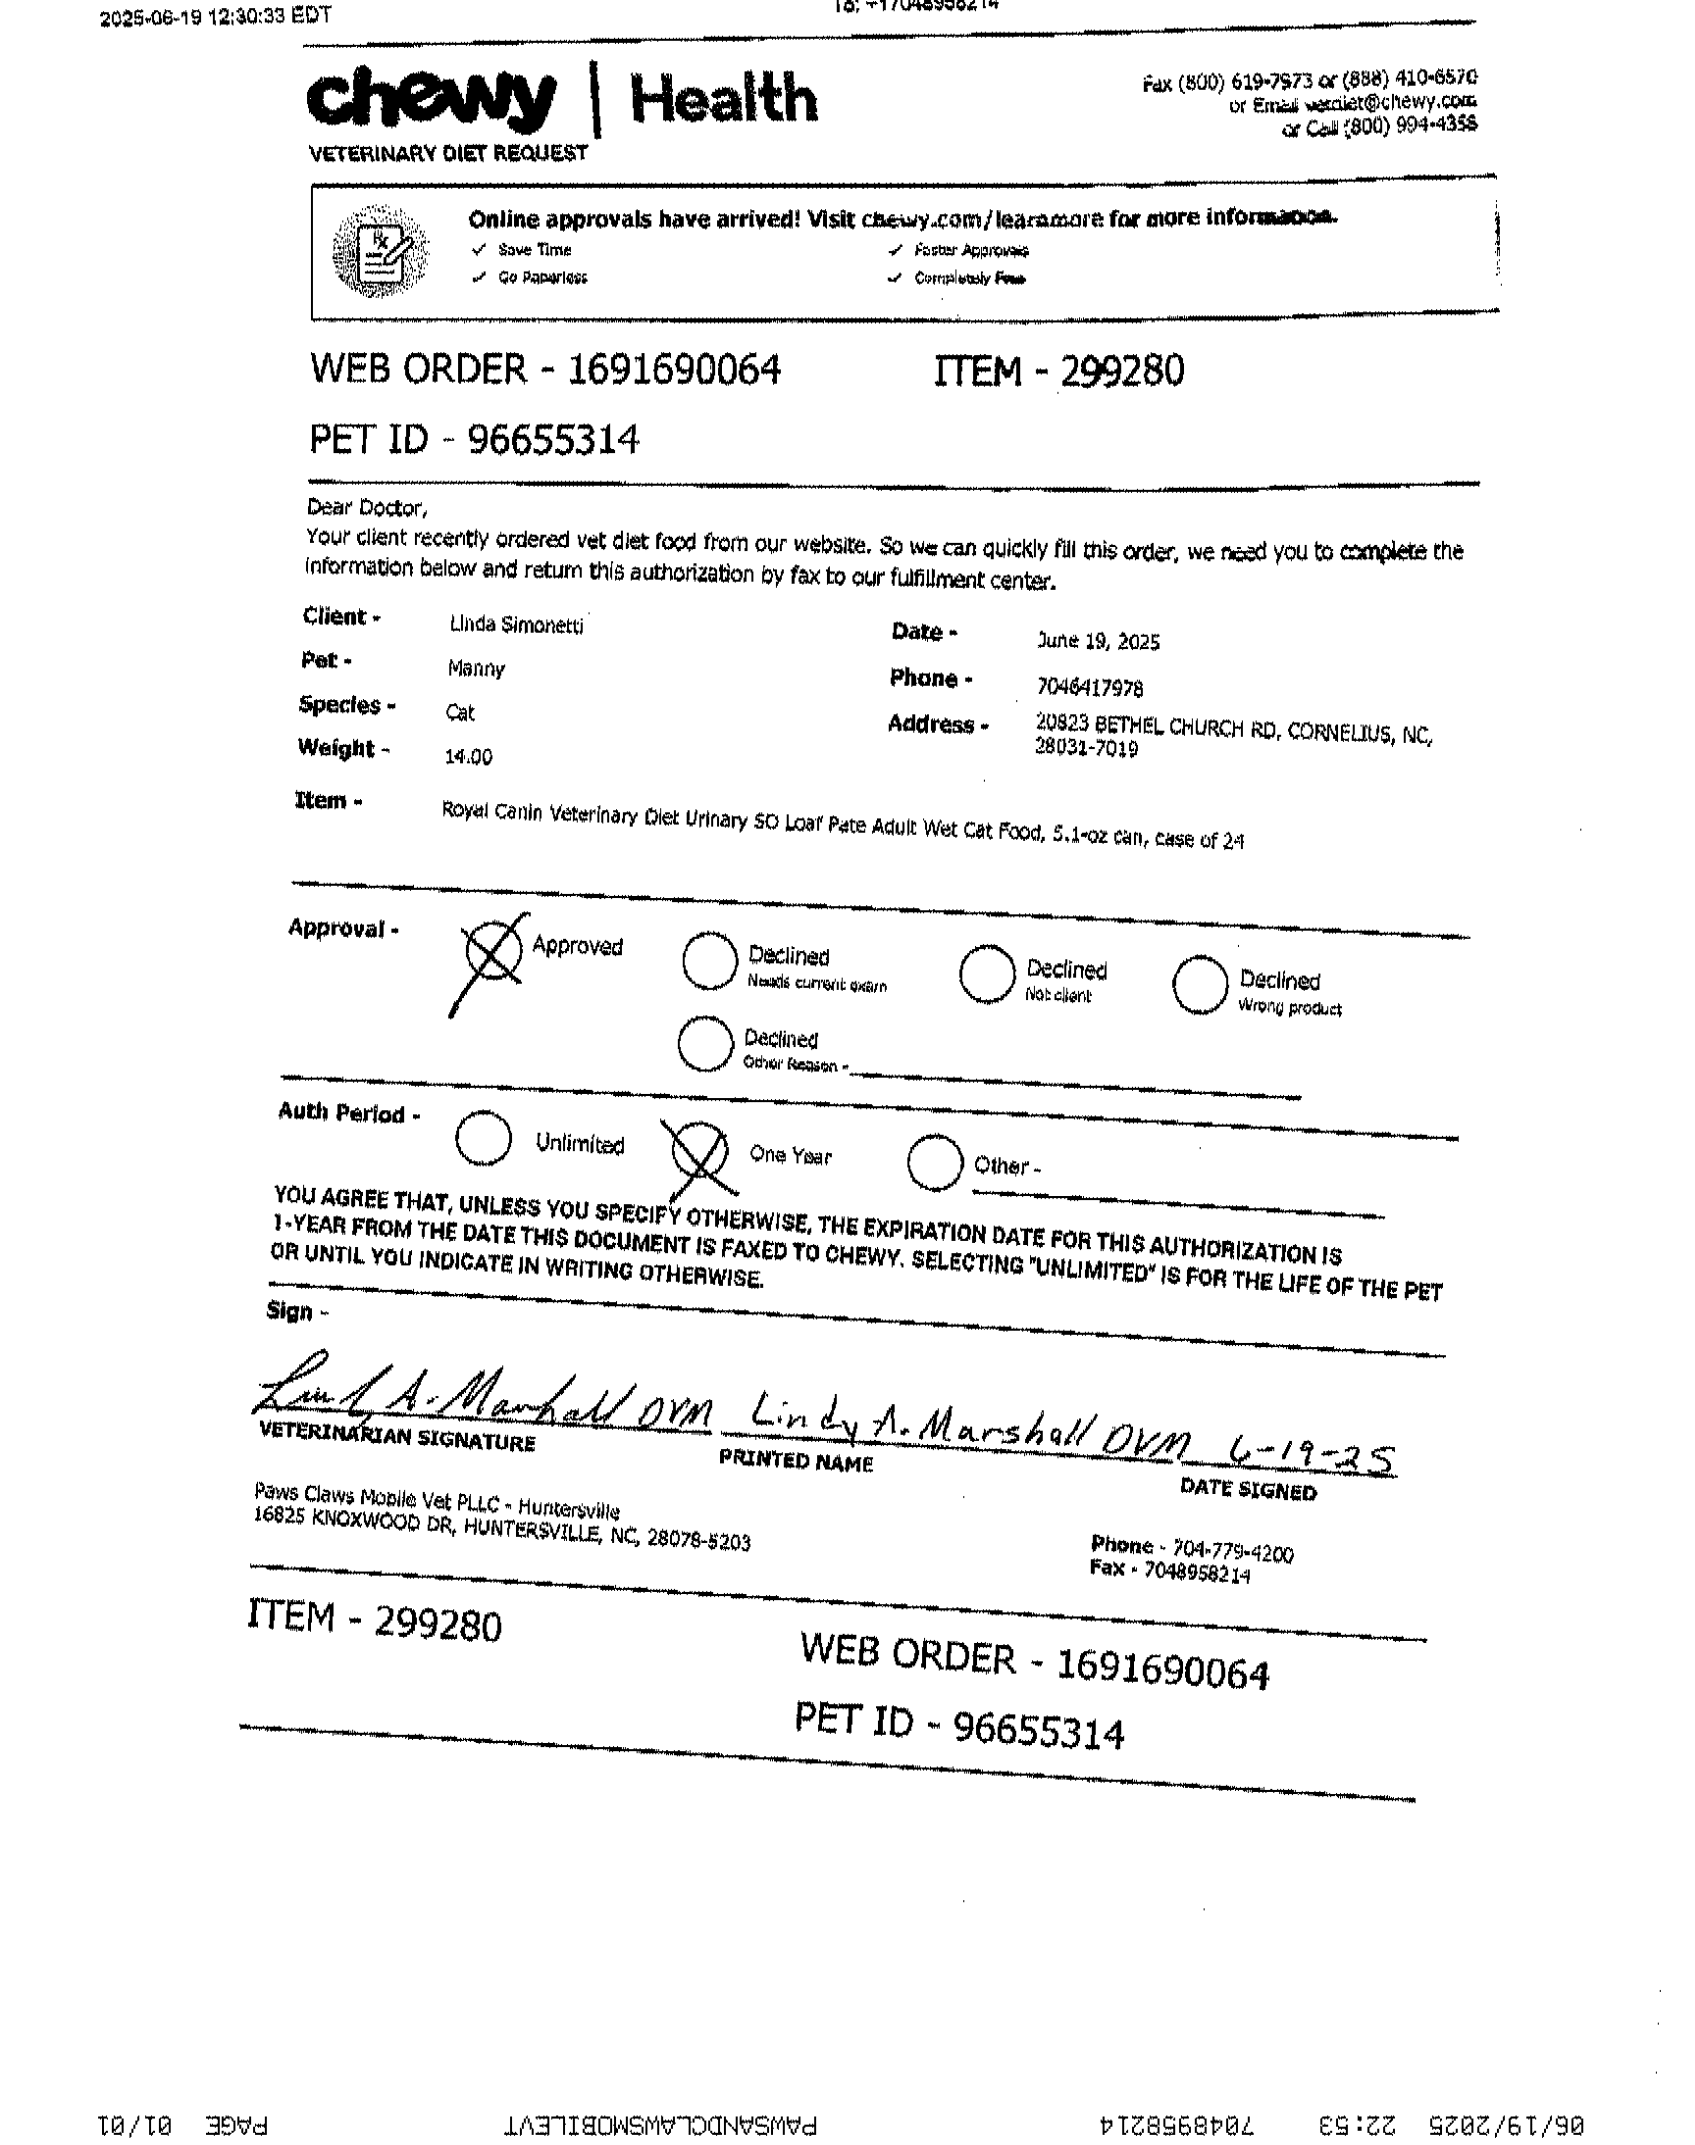 2025-06-19 12:30:33 EDT
To: +17048958214
chewy | Health
VETERINARY DIET REQUEST
Fax (800) 619-7973 or (888) 410-6570
or Email vetdiet@chewy.com
or Call (800) 994-4358
Online approvals have arrived! Visit chewy.com/learnmore for more information.
✓ Save Time ✓ Faster Approvals
✓ Go Paperless ✓ Completely Free
WEB ORDER - 1691690064 ITEM - 299280
PET ID - 96655314
Dear Doctor,
Your client recently ordered vet diet food from our website. So we can quickly fill this order, we need you to complete the
information below and return this authorization by fax to our fulfillment center.
Client - Linda Simonetti
Date - June 19, 2025
Pet - Manny
Phone - 7046417978
Species - Cat
Address - 20823 BETHEL CHURCH RD, CORNELIUS, NC,
28031-7019
Weight - 14.00
Item - Royal Canin Veterinary Diet Urinary SO Loaf Pate Adult Wet Cat Food, 5.1-oz can, case of 24
Approval - Approved
Declined
Needs current exam
Declined
Not client
Declined
Wrong product
Declined
Other Reason -
Auth Period - Unlimited One Year Other -
YOU AGREE THAT, UNLESS YOU SPECIFY OTHERWISE, THE EXPIRATION DATE FOR THIS AUTHORIZATION IS
1-YEAR FROM THE DATE THIS DOCUMENT IS FAXED TO CHEWY. SELECTING "UNLIMITED" IS FOR THE LIFE OF THE PET
OR UNTIL YOU INDICATE IN WRITING OTHERWISE.
Sign -
Lindy A. Marshall DVM Lindy A. Marshall DVM 6-19-25
VETERINARIAN SIGNATURE PRINTED NAME DATE SIGNED
Paws Claws Mobile Vet PLLC - Huntersville
16825 KNOXWOOD DR, HUNTERSVILLE, NC, 28078-5203
Phone - 704-779-4200
Fax - 7048958214
ITEM - 299280
WEB ORDER - 1691690064
PET ID - 96655314
06/19/2025 22:53 7048958214 PAWSANDCLAWSMOBILEVT PAGE 01/01